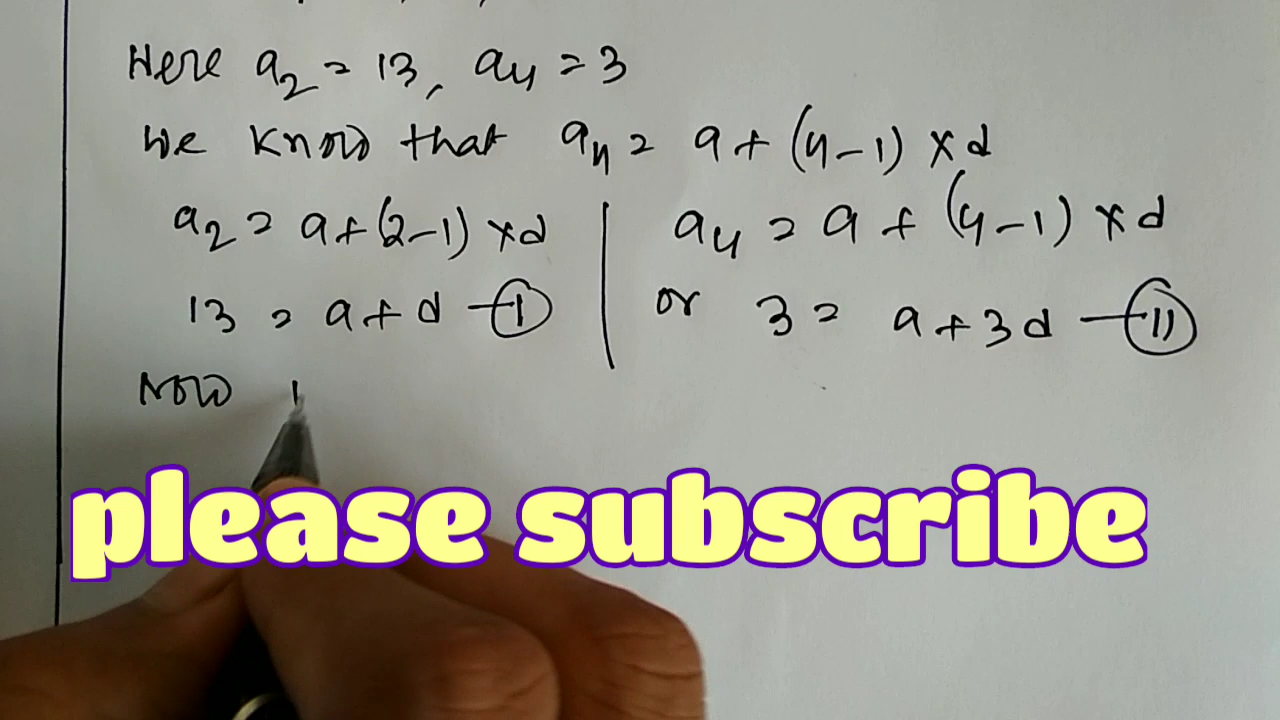 Here a₂ = 13, a₄ = 3
We know that aₙ = a + (n-1) × d
a₂ = a + (2-1) × d
13 = a + d — ①
a₄ = a + (4-1) × d
or 3 = a + 3d — ⑪
Now
please subscribe